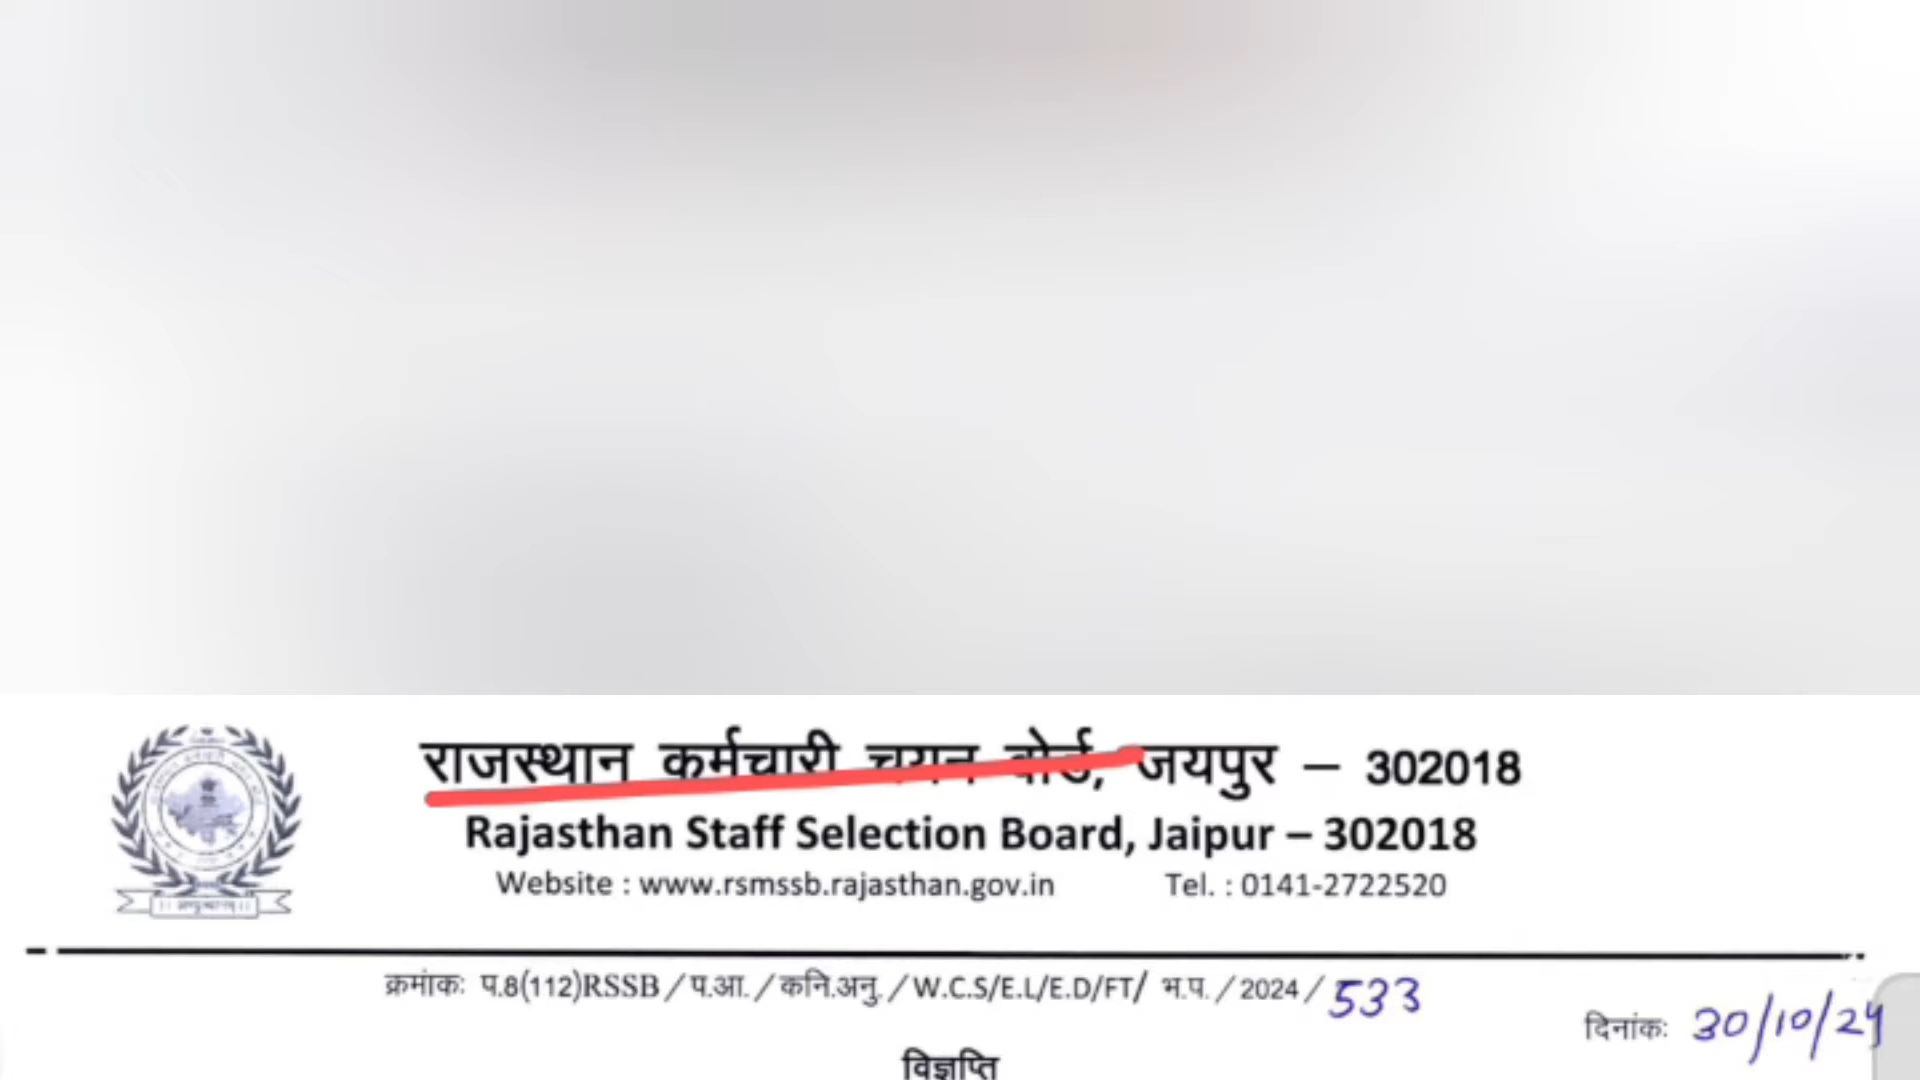 राजस्थान कर्मचारी चयन बोर्ड, जयपुर – 302018
Rajasthan Staff Selection Board, Jaipur – 302018
Website : www.rsmssb.rajasthan.gov.in Tel. : 0141-2722520
क्रमांकः प.8(112)RSSB/प.आ./कनि.अनु./W.C.S/E.L/E.D/FT/ भ.प./2024/533
दिनांकः 30/10/24
विज्ञप्ति